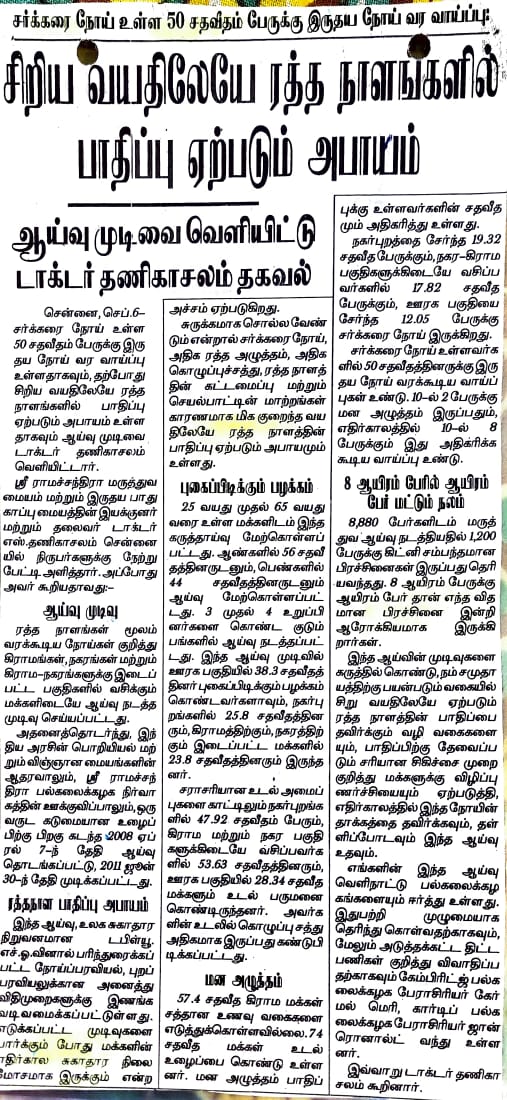 சர்க்கரை நோய் உள்ள 50 சதவீதம் பேருக்கு இருதய நோய் வர வாய்ப்பு:
சிறிய வயதிலேயே ரத்த நாளங்களில்
பாதிப்பு ஏற்படும் அபாயம்
ஆய்வு முடிவை வெளியிட்டு
டாக்டர் தணிகாசலம் தகவல்
சென்னை, செப்.6–
சர்க்கரை நோய் உள்ள
50 சதவீதம் பேருக்கு இரு
தய நோய் வர வாய்ப்பு
உள்ளதாகவும், தற்போது
சிறிய வயதிலேயே ரத்த
நாளங்களில் பாதிப்பு
ஏற்படும் அபாயம் உள்ள
தாகவும் ஆய்வு முடிவை
டாக்டர் தணிகாசலம்
வெளியிட்டார்.
ஸ்ரீ ராமச்சந்திரா மருத்துவ
மையம் மற்றும் இருதய பாது
காப்பு மையத்தின் இயக்குனர்
மற்றும் தலைவர் டாக்டர்
எஸ்.தணிகாசலம் சென்னை
யில் நிருபர்களுக்கு நேற்று
பேட்டி அளித்தார். அப்போது
அவர் கூறியதாவது:–
ஆய்வு முடிவு
ரத்த நாளங்கள் மூலம்
வரக்கூடிய நோய்கள் குறித்து
கிராமங்கள், நகரங்கள் மற்றும்
கிராம–நகரங்களுக்கு இடைப்
பட்ட பகுதிகளில் வசிக்கும்
மக்களிடையே ஆய்வு நடத்த
முடிவு செய்யப்பட்டது.
அதனைத்தொடர்ந்து, இந்
திய அரசின் பொறியியல் மற்
றும் விஞ்ஞான மையங்களின்
ஆதரவாலும், ஸ்ரீ ராமச்சந்
திரா பல்கலைக்கழக நிர்வா
கத்தின் ஊக்குவிப்பாலும், ஒரு
வருட கடுமையான உழைப்
பிற்கு பிறகு கடந்த 2008 ஏப்
ரல் 7–ந் தேதி ஆய்வு
தொடங்கப்பட்டு, 2011 ஜூன்
30–ந் தேதி முடிக்கப்பட்டது.
ரத்தநாள பாதிப்பு அபாயம்
இந்த ஆய்வு, உலக சுகாதார
நிறுவனமான டபிள்யூ.
எச்.ஓ.வினால் பரிந்துரைக்கப்
பட்ட நோய்ப்பரவியல், புறப்
பரவியலுக்கான அனைத்து
விதிமுறைகளுக்கு இணங்க
வடிவமைக்கப்பட்டுள்ளது.
எடுக்கப்பட்ட முடிவுகளை
பார்க்கும் போது மக்களின்
எதிர்கால சுகாதார நிலை
மோசமாக இருக்கும் என்ற
அச்சம் ஏற்படுகிறது.
சுருக்கமாக சொல்ல வேண்
டும் என்றால் சர்க்கரை நோய்,
அதிக ரத்த அழுத்தம், அதிக
கொழுப்புச்சத்து, ரத்த நாளத்
தின் கட்டமைப்பு மற்றும்
செயல்பாட்டின் மாற்றங்கள்
காரணமாக மிக குறைந்த வய
திலேயே ரத்த நாளத்தின்
பாதிப்பு ஏற்படும் அபாயமும்
உள்ளது.
புகைப்பிடிக்கும் பழக்கம்
25 வயது முதல் 65 வயது
வரை உள்ள மக்களிடம் இந்த
கருத்தாய்வு மேற்கொள்ளப்
பட்டது. ஆண்களில் 56 சதவீ
தத்தினருடனும், பெண்களில்
44 சதவீதத்தினருடனும்
ஆய்வு மேற்கொள்ளப்பட்
டது. 3 முதல் 4 உறுப்பி
னர்களை கொண்ட குடும்
பங்களில் ஆய்வு நடத்தப்பட்
டது. இந்த ஆய்வு முடிவில்
ஊரக பகுதியில் 38.3 சதவீதத்
தினர் புகைப்பிடிக்கும் பழக்கம்
கொண்டவர்களாவும், நகர்பு
றங்களில் 25.8 சதவீதத்தின
ரும், கிராமத்திற்கும், நகரத்திற்
கும் இடைப்பட்ட மக்களில்
23.8 சதவீதத்தினரும் இருந்த
னர்.
சராசரியான உடல் அமைப்
புகளை காட்டிலும் நகர்புறங்க
ளில் 47.92 சதவீதம் பேரும்,
கிராம மற்றும் நகர பகுதி
களுக்கிடையே வசிப்பவர்
களில் 53.63 சதவீதத்தினரும்,
ஊரக பகுதியில் 28.34 சதவீத
மக்களும் உடல் பருமனை
கொண்டிருந்தனர். அவர்க
ளின் உடலில் கொழுப்பு சத்து
அதிகமாக இருப்பது கண்டுபி
டிக்கப்பட்டது.
மன அழுத்தம்
57.4 சதவீத கிராம மக்கள்
சத்தான உணவு வகைகளை
எடுத்துக்கொள்ளவில்லை. 74
சதவீத மக்கள் உடல்
உழைப்பை கொண்டு உள்ள
னர். மன அழுத்தம் பாதிப்
புக்கு உள்ளவர்களின் சதவீத
மும் அதிகரித்து உள்ளது.
நகர்புறத்தை சேர்ந்த 19.32
சதவீத பேருக்கும், நகர–கிராம
பகுதிகளுக்கிடையே வசிப்ப
வர்களில் 17.82 சதவீத
பேருக்கும், ஊரக பகுதியை
சேர்ந்த 12.05 பேருக்கு
சர்க்கரை நோய் இருக்கிறது.
சர்க்கரை நோய் உள்ளவர்க
ளில் 50 சதவீதத்தினருக்கு இரு
தய நோய் வரக்கூடிய வாய்ப்
புகள் உண்டு. 10–ல் 2 பேருக்கு
மன அழுத்தம் இருப்பதும்,
எதிர்காலத்தில் 10–ல் 8
பேருக்கும் இது அதிகரிக்க
கூடிய வாய்ப்பு உண்டு.
8 ஆயிரம் பேரில் ஆயிரம்
பேர் மட்டும் நலம்
8,880 பேர்களிடம் மருத்
துவ ஆய்வு நடத்தியதில் 1,200
பேருக்கு கிட்னி சம்பந்தமான
பிரச்சினைகள் இருப்பது தெரி
யவந்தது. 8 ஆயிரம் பேருக்கு
ஆயிரம் பேர் தான் எந்த வித
மான பிரச்சினை இன்றி
ஆரோக்கியமாக இருக்கி
றார்கள்.
இந்த ஆய்வின் முடிவுகளை
கருத்தில் கொண்டு, நம் சமுதா
யத்திற்கு பயன்படும் வகையில்
சிறு வயதிலேயே ஏற்படும்
ரத்த நாளத்தின் பாதிப்பை
தவிர்க்கும் வழி வகைகளை
யும், பாதிப்பிற்கு தேவைப்ப
டும் சரியான சிகிச்சை முறை
குறித்து மக்களுக்கு விழிப்பு
ணர்ச்சியையும் ஏற்படுத்தி,
எதிர்காலத்தில் இந்த நோயின்
தாக்கத்தை தவிர்க்கவும், தள்
ளிப்போடவும் இந்த ஆய்வு
உதவும்.
எங்களின் இந்த ஆய்வு
வெளிநாட்டு பல்கலைக்கழ
கங்களையும் ஈர்த்து உள்ளது.
இதுபற்றி முழுமையாக
தெரிந்து கொள்வதற்காகவும்,
மேலும் அடுத்தக்கட்ட திட்ட
பணிகள் குறித்து விவாதிப்ப
தற்காகவும் கேம்பிரிட்ஜ் பல்க
லைக்கழக பேராசிரியர் கேர்
மல் மெரி, கார்டிப் பல்க
லைக்கழக பேராசிரியர் ஜான்
ரொனால்ட் வந்து உள்ள
னர்.
இவ்வாறு டாக்டர் தணிகா
சலம் கூறினார்.